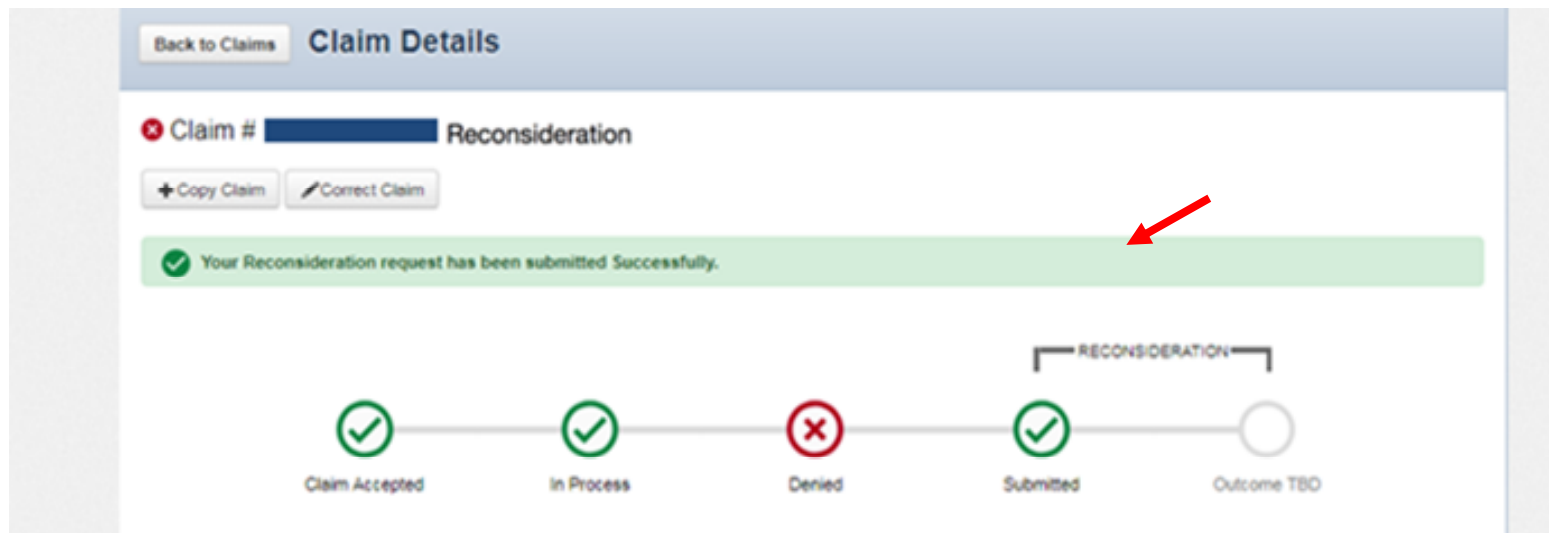 Back to Claims Claim Details
Claim # Reconsideration
Copy Claim Correct Claim
Your Reconsideration request has been submitted Successfully.
RECONSIDERATION
Claim Accepted In Process Denied Submitted Outcome TBD